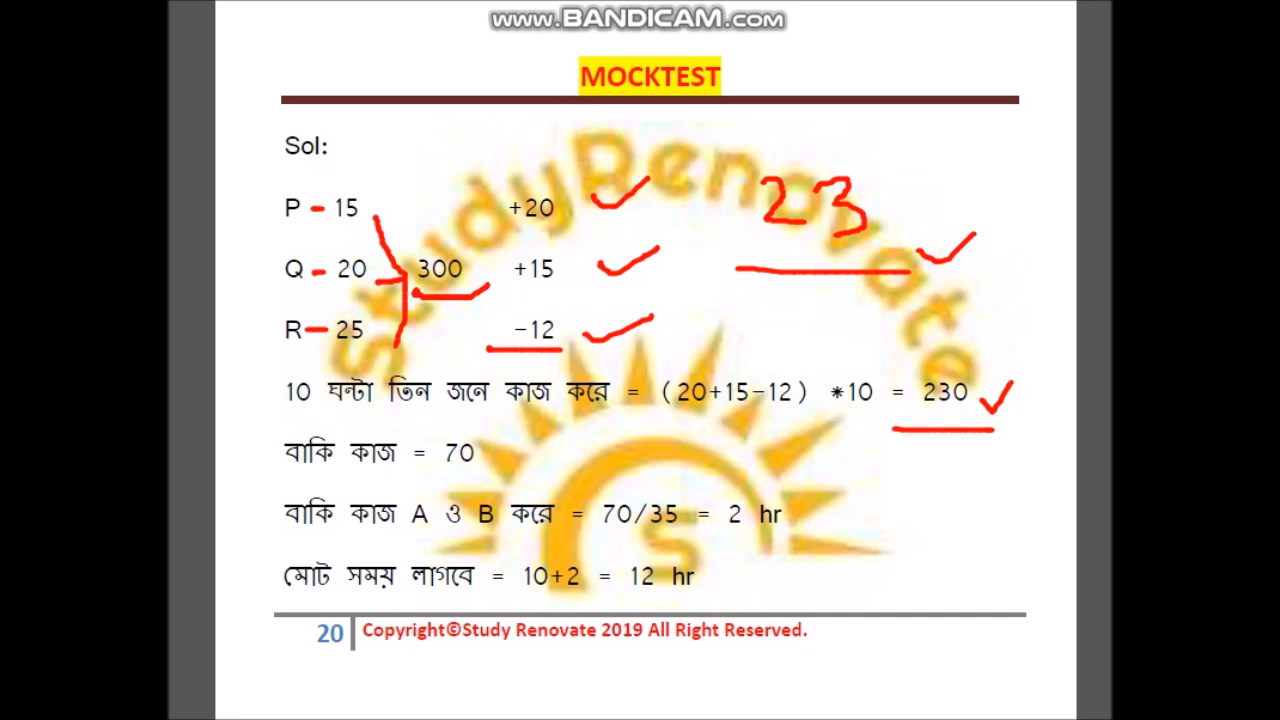 www.BANDICAM.com
MOCKTEST
Sol:
P - 15 +20
23
Q - 20 300 +15
R - 25 -12
10 ঘন্টা তিন জনে কাজ করে = (20+15-12) *10 = 230
বাকি কাজ = 70
বাকি কাজ A ও B করে = 70/35 = 2 hr
মোট সময় লাগবে = 10+2 = 12 hr
20 Copyright©Study Renovate 2019 All Right Reserved.
StudyRenovate
S